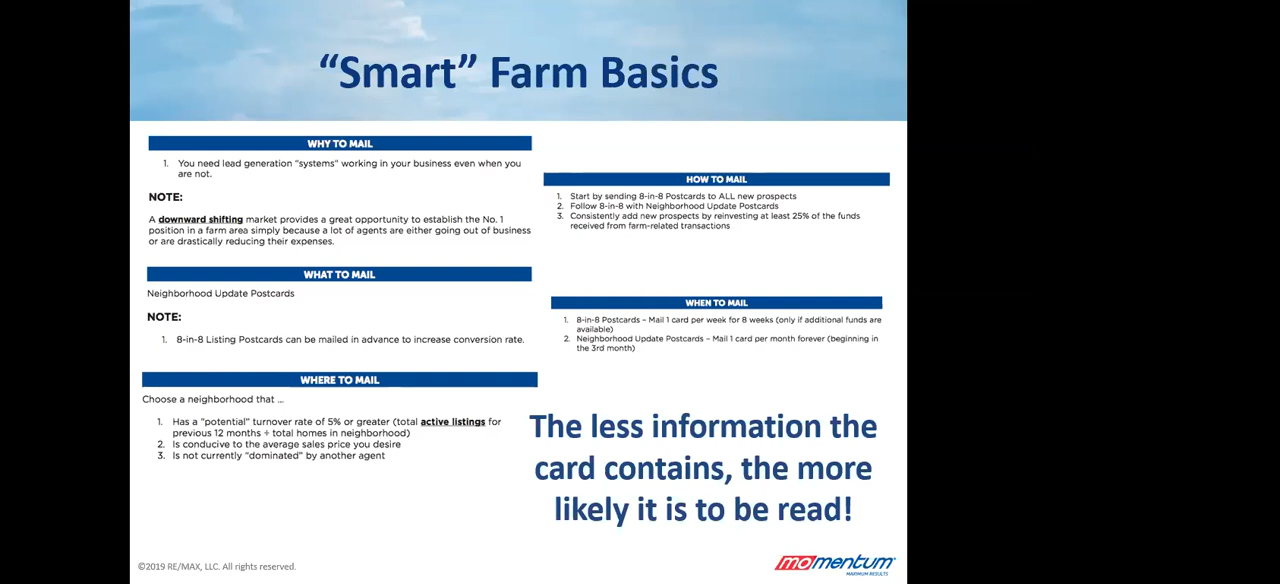 “Smart” Farm Basics
WHY TO MAIL
1. You need lead generation “systems” working in your business even when you
are not.
NOTE:
A downward shifting market provides a great opportunity to establish the No. 1
position in a farm area simply because a lot of agents are either going out of business
or are drastically reducing their expenses.
WHAT TO MAIL
Neighborhood Update Postcards
NOTE:
1. 8-in-8 Listing Postcards can be mailed in advance to increase conversion rate.
WHERE TO MAIL
Choose a neighborhood that ...
1. Has a “potential” turnover rate of 5% or greater (total active listings for
previous 12 months ÷ total homes in neighborhood)
2. Is conducive to the average sales price you desire
3. Is not currently “dominated” by another agent
HOW TO MAIL
1. Start by sending 8-in-8 Postcards to ALL new prospects
2. Follow 8-in-8 with Neighborhood Update Postcards
3. Consistently add new prospects by reinvesting at least 25% of the funds
received from farm-related transactions
WHEN TO MAIL
1. 8-in-8 Postcards – Mail 1 card per week for 8 weeks (only if additional funds are
available)
2. Neighborhood Update Postcards – Mail 1 card per month forever (beginning in
the 3rd month)
The less information the
card contains, the more
likely it is to be read!
©2019 RE/MAX, LLC. All rights reserved.
momentum
MAXIMUM RESULTS